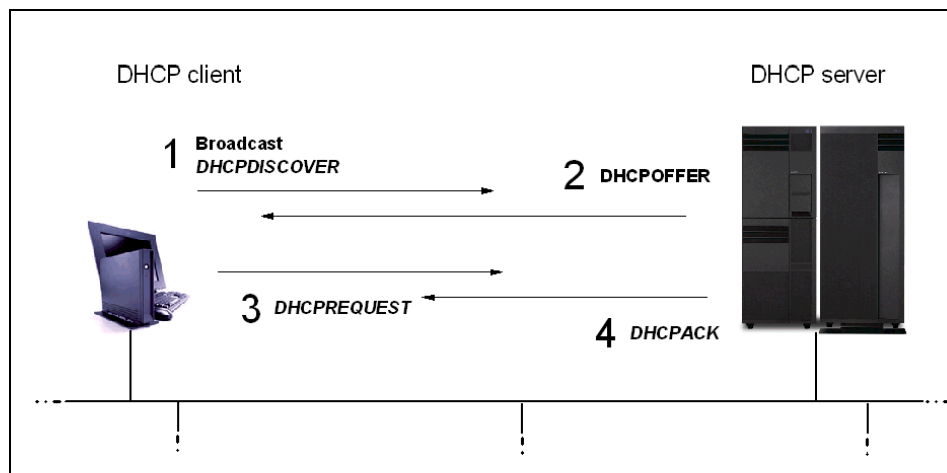 DHCP client
DHCP server
1 Broadcast
DHCPDISCOVER
2 DHCPOFFER
3 DHCPREQUEST
4 DHCPACK